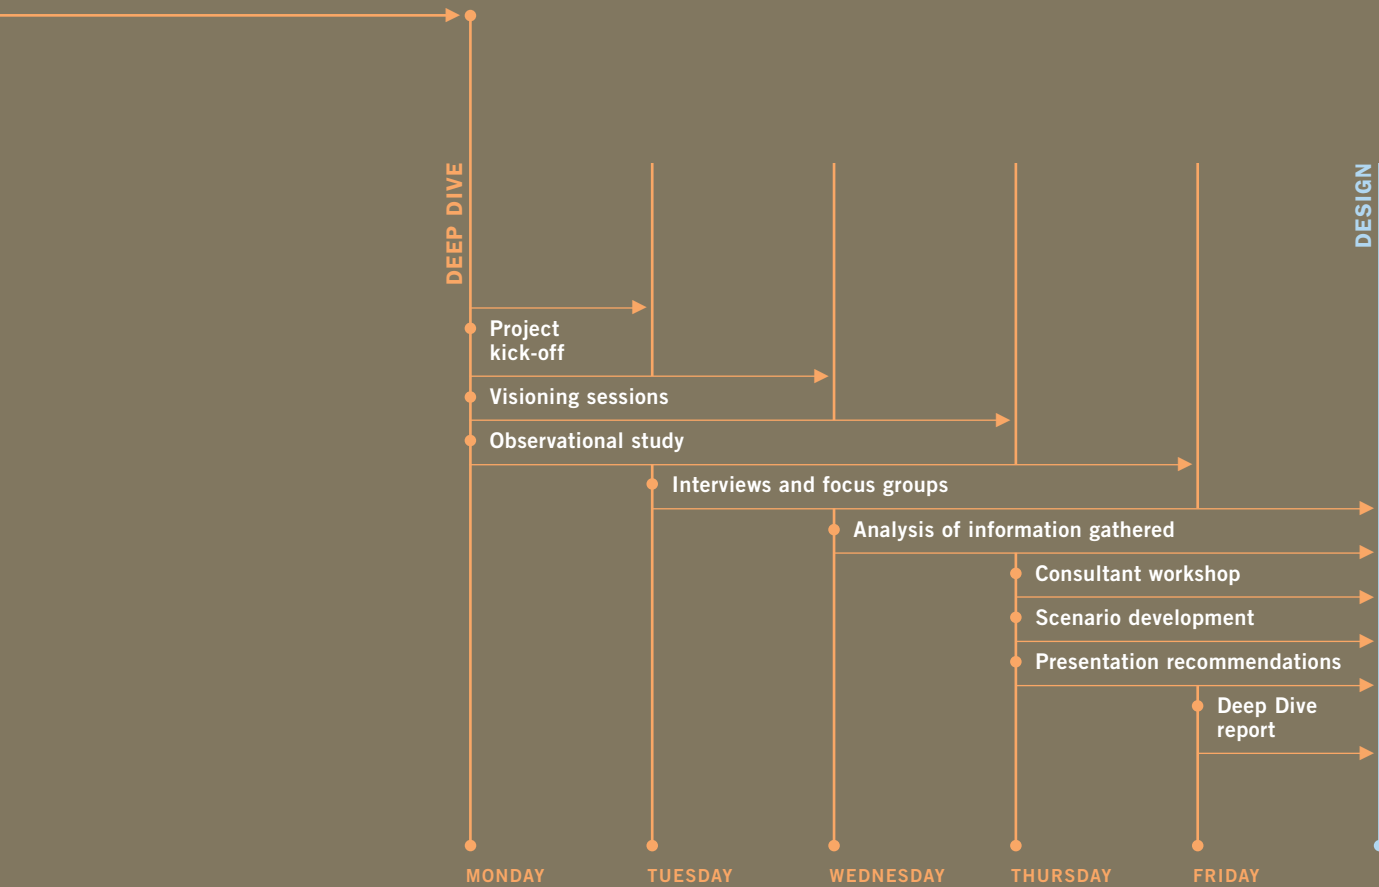 DEEP DIVE
DESIGN
Project
kick-off
Visioning sessions
Observational study
Interviews and focus groups
Analysis of information gathered
Consultant workshop
Scenario development
Presentation recommendations
Deep Dive
report
MONDAY
TUESDAY
WEDNESDAY
THURSDAY
FRIDAY